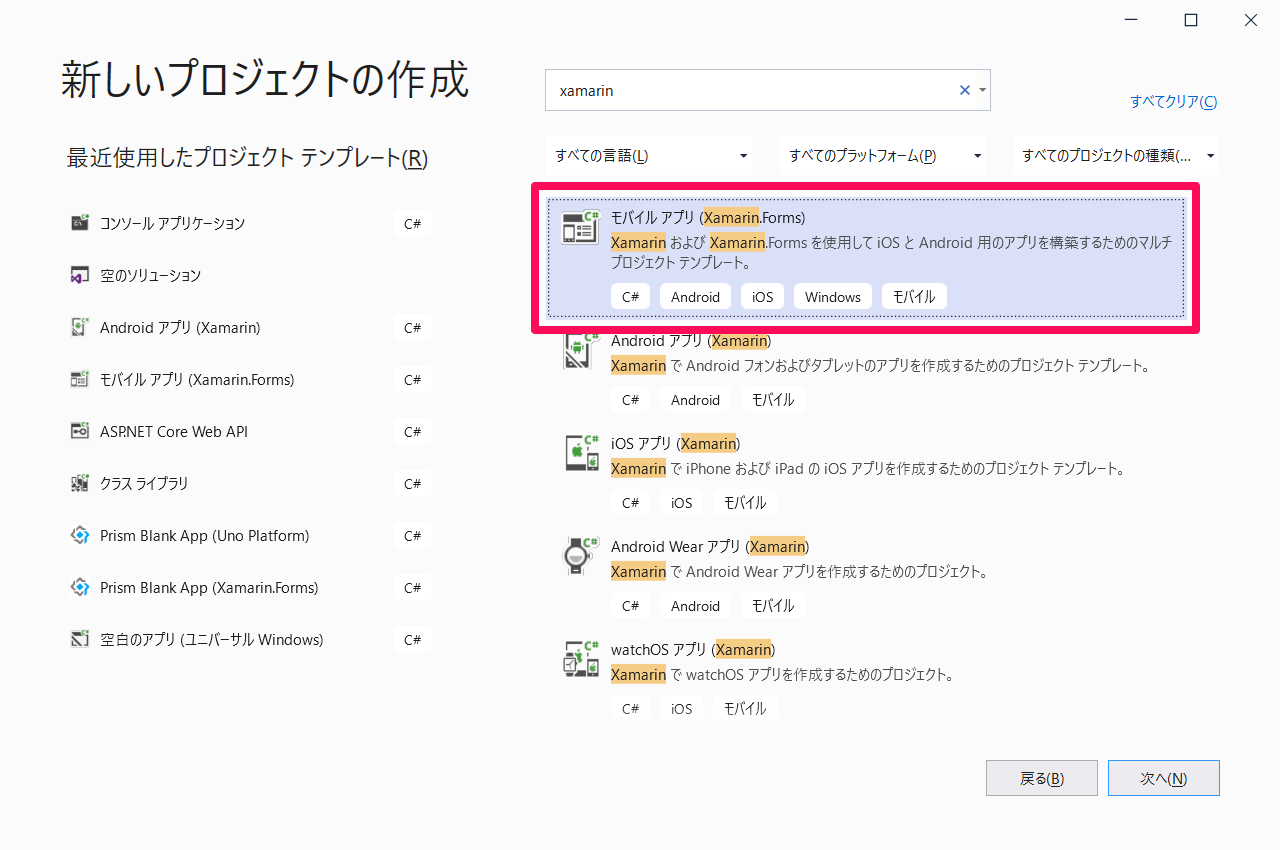 新しいプロジェクトの作成
最近使用したプロジェクト テンプレート(R)
コンソール アプリケーション C#
空のソリューション
Android アプリ (Xamarin) C#
モバイル アプリ (Xamarin.Forms) C#
ASP.NET Core Web API C#
クラス ライブラリ C#
Prism Blank App (Uno Platform) C#
Prism Blank App (Xamarin.Forms) C#
空白のアプリ (ユニバーサル Windows) C#
xamarin
すべてクリア(C)
すべての言語(L) すべてのプラットフォーム(P) すべてのプロジェクトの種類(...
モバイル アプリ (Xamarin.Forms)
Xamarin および Xamarin.Forms を使用して iOS と Android 用のアプリを構築するためのマルチ
プロジェクト テンプレート。
C# Android iOS Windows モバイル
Android アプリ (Xamarin)
Xamarin で Android フォンおよびタブレットのアプリを作成するためのプロジェクト テンプレート。
C# Android モバイル
iOS アプリ (Xamarin)
Xamarin で iPhone および iPad の iOS アプリを作成するためのプロジェクト テンプレート。
C# iOS モバイル
Android Wear アプリ (Xamarin)
Xamarin で Android Wear アプリを作成するためのプロジェクト。
C# Android モバイル
watchOS アプリ (Xamarin)
Xamarin で watchOS アプリを作成するためのプロジェクト。
C# iOS モバイル
戻る(B) 次へ(N)